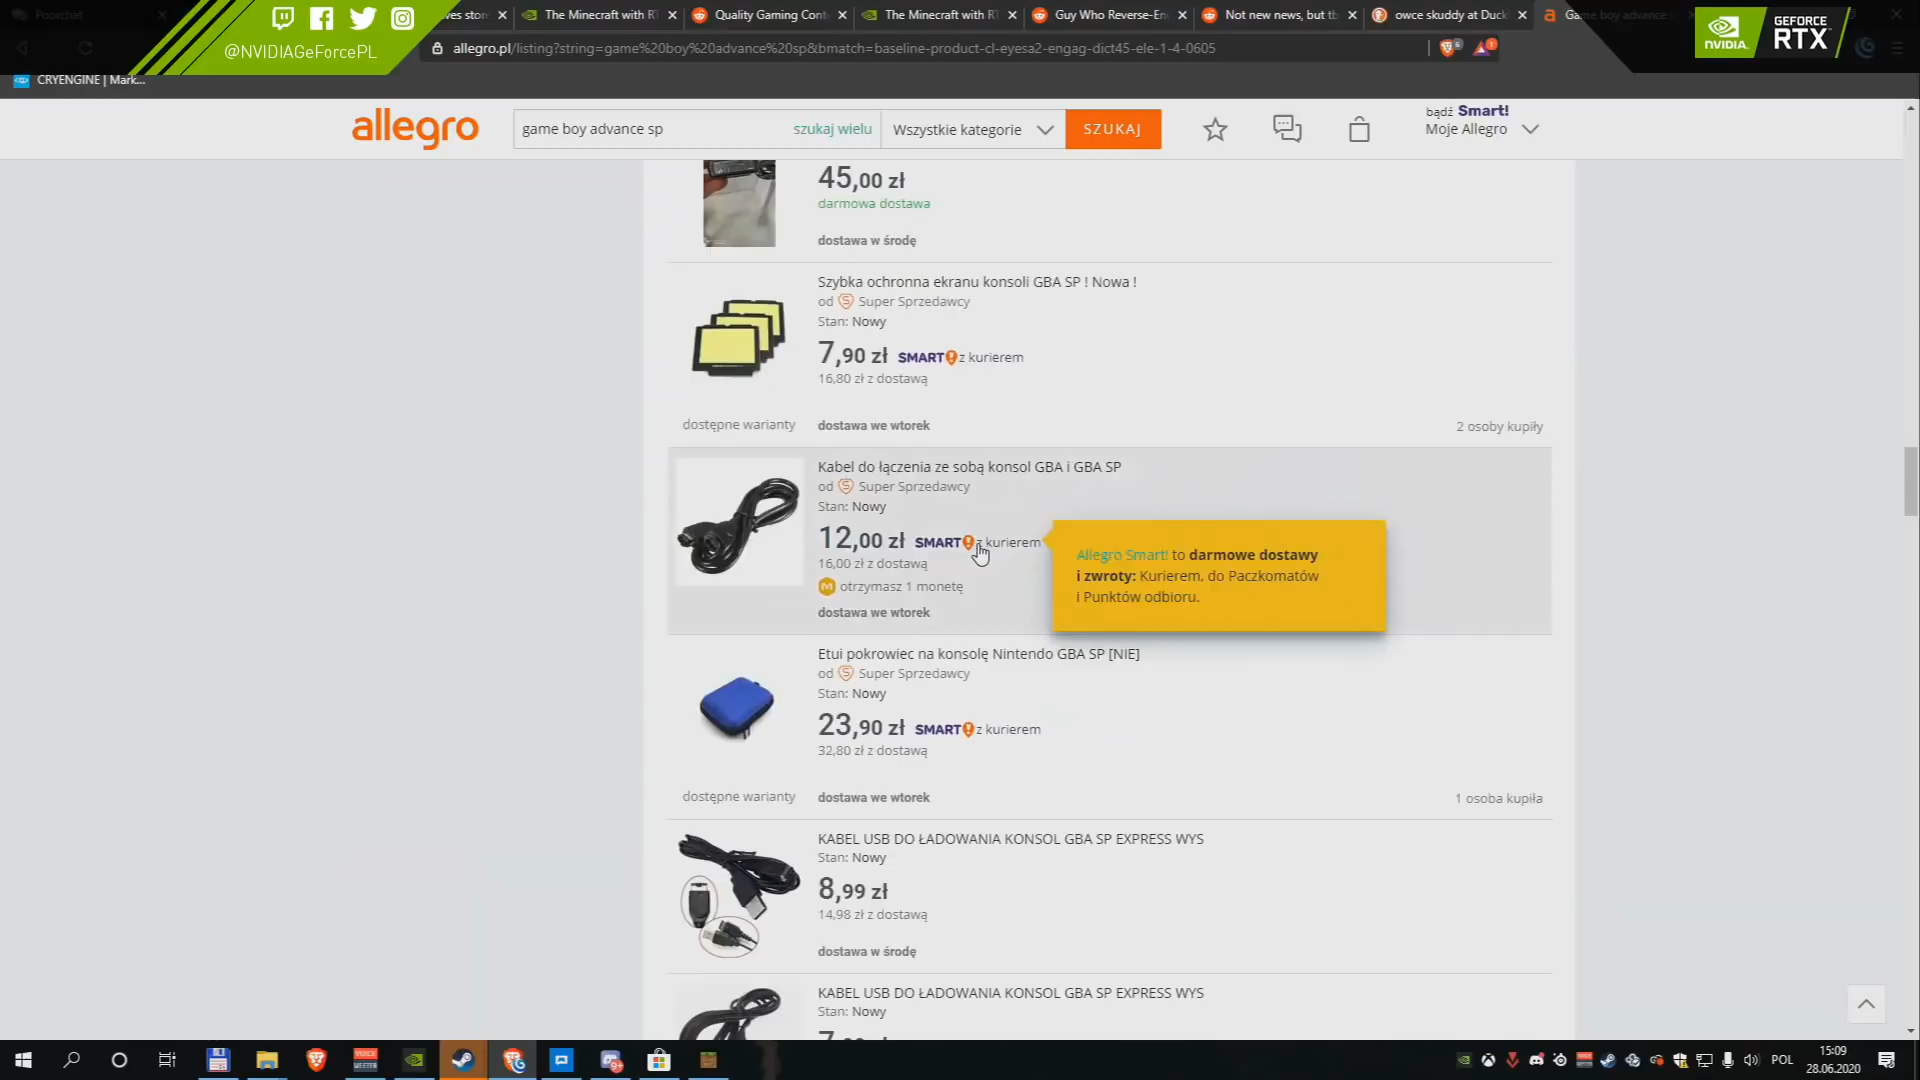 @NVIDIAGeForcePL
ves store
The Minecraft with RT
Quality Gaming Cont
The Minecraft with RT
Guy Who Reverse-En
Not new news, but tb
owce skuddy at Duck
Game boy advance s
NVIDIA.
GEFORCE
RTX
allegro.pl/listing?string=game%20boy%20advance%20sp&bmatch=baseline-product-cl-eyesa2-engag-dict45-ele-1-4-0605
CRYENGINE | Mark...
allegro
game boy advance sp
szukaj wielu
Wszystkie kategorie
SZUKAJ
bądź Smart!
Moje Allegro
45,00 zł
darmowa dostawa
dostawa w środę
Szybka ochronna ekranu konsoli GBA SP ! Nowa !
od Super Sprzedawcy
Stan: Nowy
7,90 zł SMART! z kurierem
16,80 zł z dostawą
dostępne warianty
dostawa we wtorek
2 osoby kupiły
Kabel do łączenia ze sobą konsol GBA i GBA SP
od Super Sprzedawcy
Stan: Nowy
12,00 zł SMART! z kurierem
16,00 zł z dostawą
otrzymasz 1 monetę
dostawa we wtorek
Allegro Smart! to darmowe dostawy
i zwroty: Kurierem, do Paczkomatów
i Punktów odbioru.
Etui pokrowiec na konsolę Nintendo GBA SP [NIE]
od Super Sprzedawcy
Stan: Nowy
23,90 zł SMART! z kurierem
32,80 zł z dostawą
dostępne warianty
dostawa we wtorek
1 osoba kupiła
KABEL USB DO ŁADOWANIA KONSOL GBA SP EXPRESS WYS
Stan: Nowy
8,99 zł
14,98 zł z dostawą
dostawa w środę
KABEL USB DO ŁADOWANIA KONSOL GBA SP EXPRESS WYS
Stan: Nowy
POL
15:09
28.06.2020